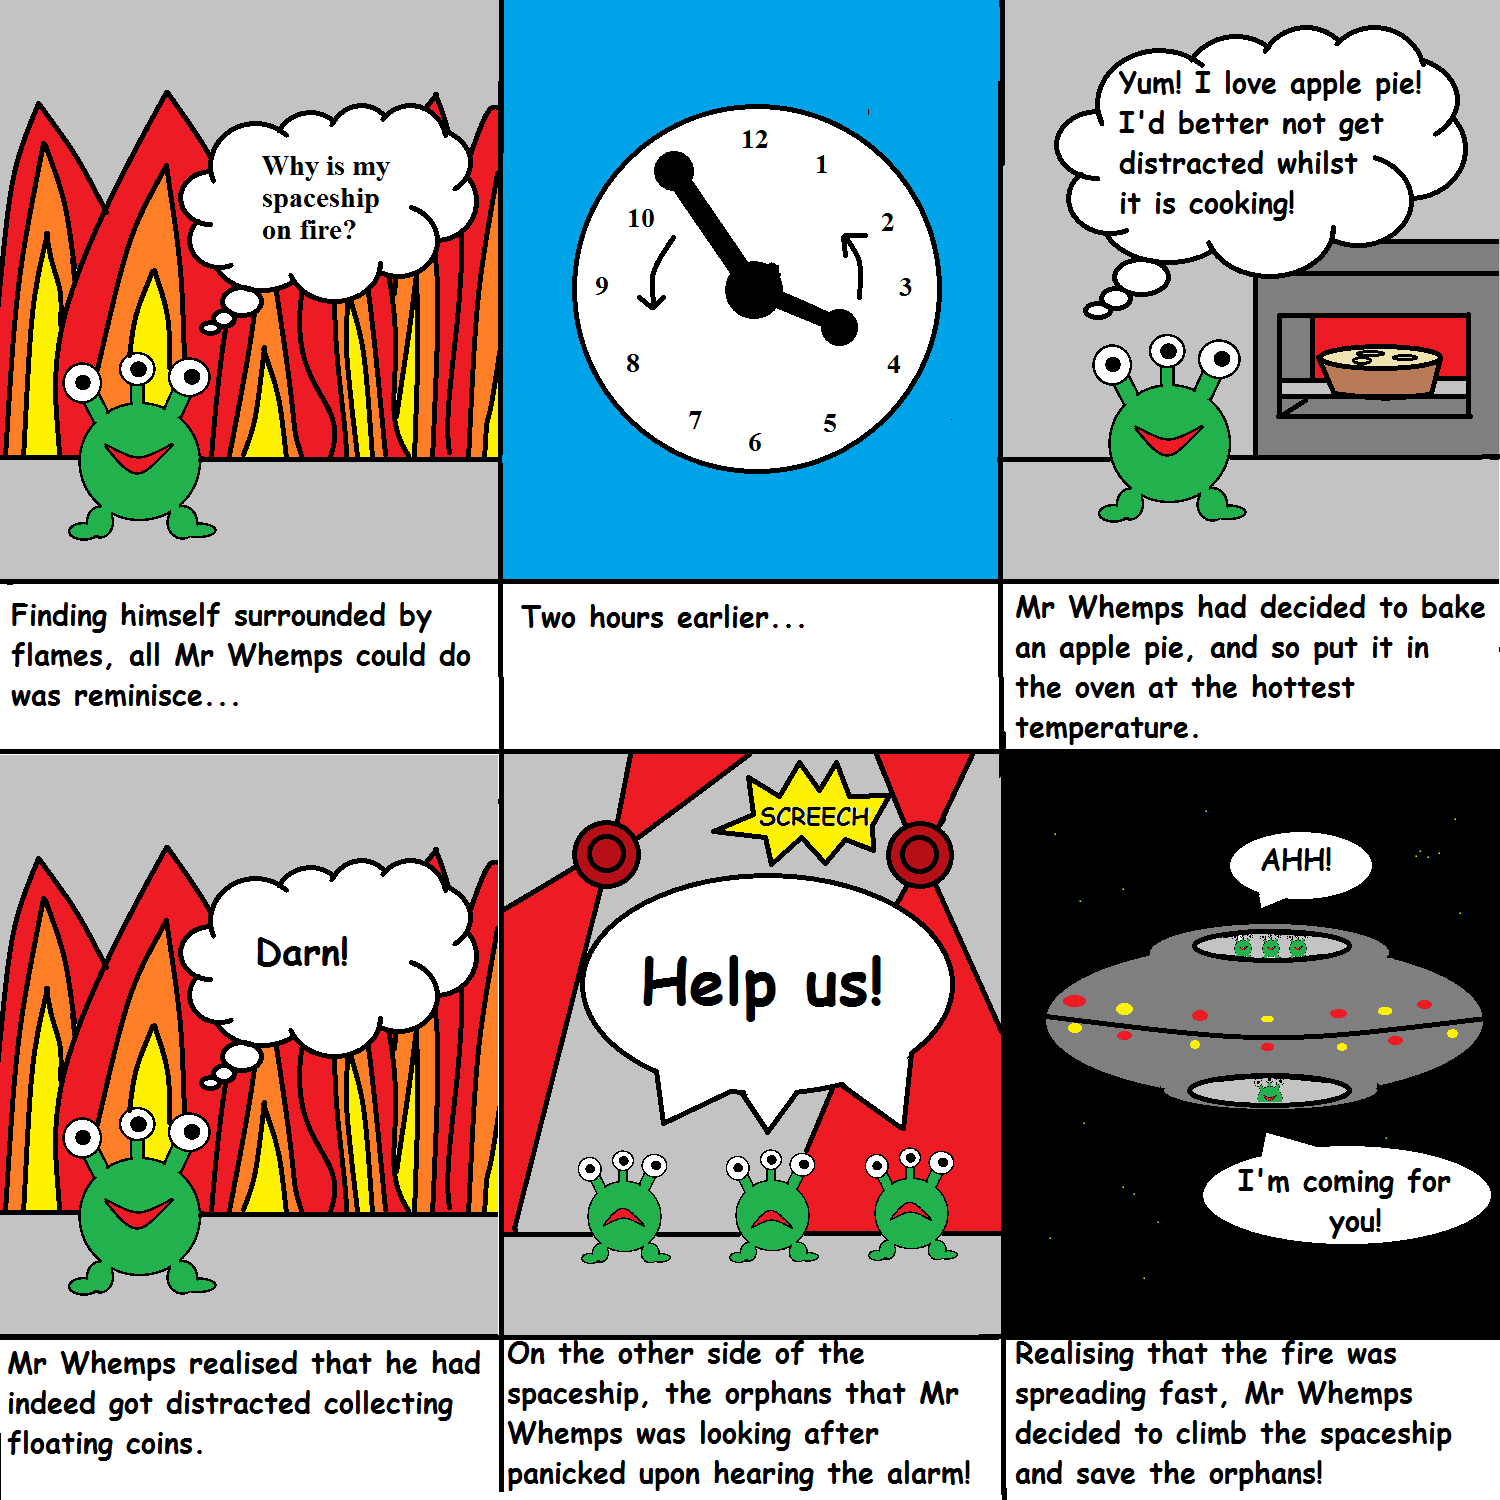 Why is my
spaceship
on fire?
Finding himself surrounded by
flames, all Mr Whemps could do
was reminisce...
12
1
2
3
4
5
6
7
8
9
10
Two hours earlier...
Yum! I love apple pie!
I'd better not get
distracted whilst
it is cooking!
Mr Whemps had decided to bake
an apple pie, and so put it in
the oven at the hottest
temperature.
Darn!
Mr Whemps realised that he had
indeed got distracted collecting
floating coins.
SCREECH
Help us!
On the other side of the
spaceship, the orphans that Mr
Whemps was looking after
panicked upon hearing the alarm!
AHH!
I'm coming for
you!
Realising that the fire was
spreading fast, Mr Whemps
decided to climb the spaceship
and save the orphans!